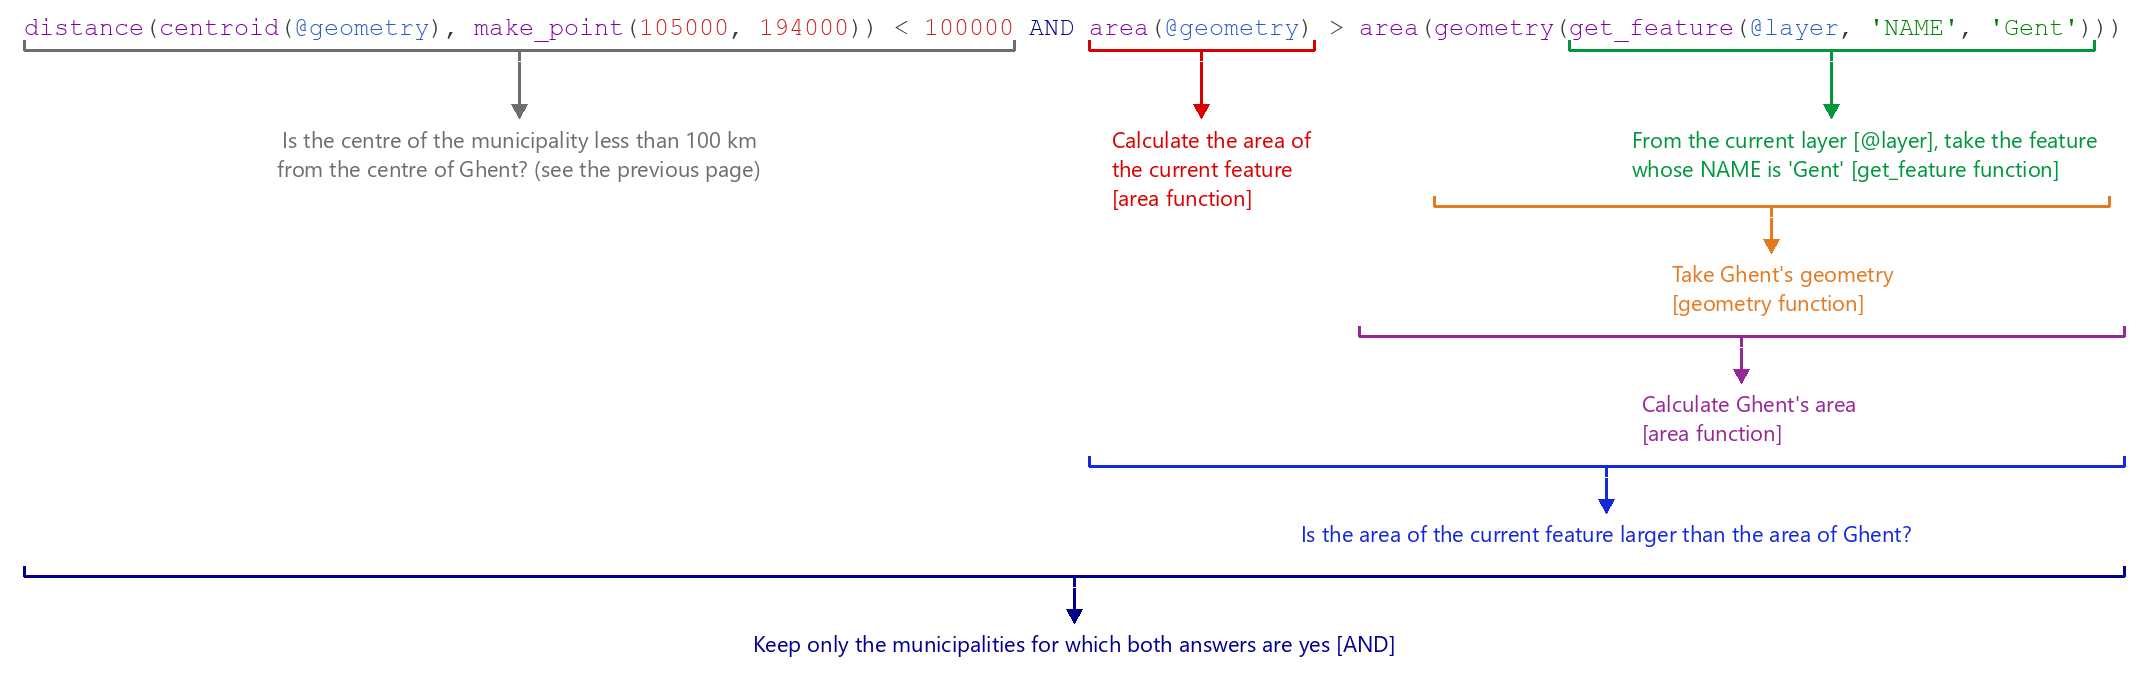 distance(centroid(@geometry), make_point(105000, 194000)) < 100000 AND area(@geometry) > area(geometry(get_feature(@layer, 'NAME', 'Gent')))
Is the centre of the municipality less than 100 km
from the centre of Ghent? (see the previous page)
Calculate the area of
the current feature
[area function]
From the current layer [@layer], take the feature
whose NAME is 'Gent' [get_feature function]
Take Ghent's geometry
[geometry function]
Calculate Ghent's area
[area function]
Is the area of the current feature larger than the area of Ghent?
Keep only the municipalities for which both answers are yes [AND]